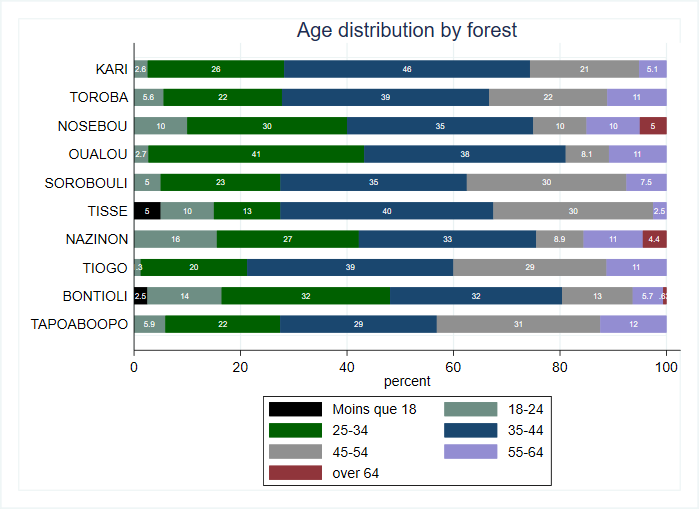 Age distribution by forest
KARI 2.6 26 46 21 5.1
TOROBA 5.6 22 39 22 11
NOSEBOU 10 30 35 10 10 5
OUALOU 2.7 41 38 8.1 11
SOROBOULI 5 23 35 30 7.5
TISSE 5 10 13 40 30 2.5
NAZINON 16 27 33 8.9 11 4.4
TIOGO 20 39 29 11
BONTIOLI 2.5 14 32 32 13 5.7
TAPOABOOPO 5.9 22 29 31 12
0 20 40 60 80 100
percent
Moins que 18 18-24
25-34 35-44
45-54 55-64
over 64